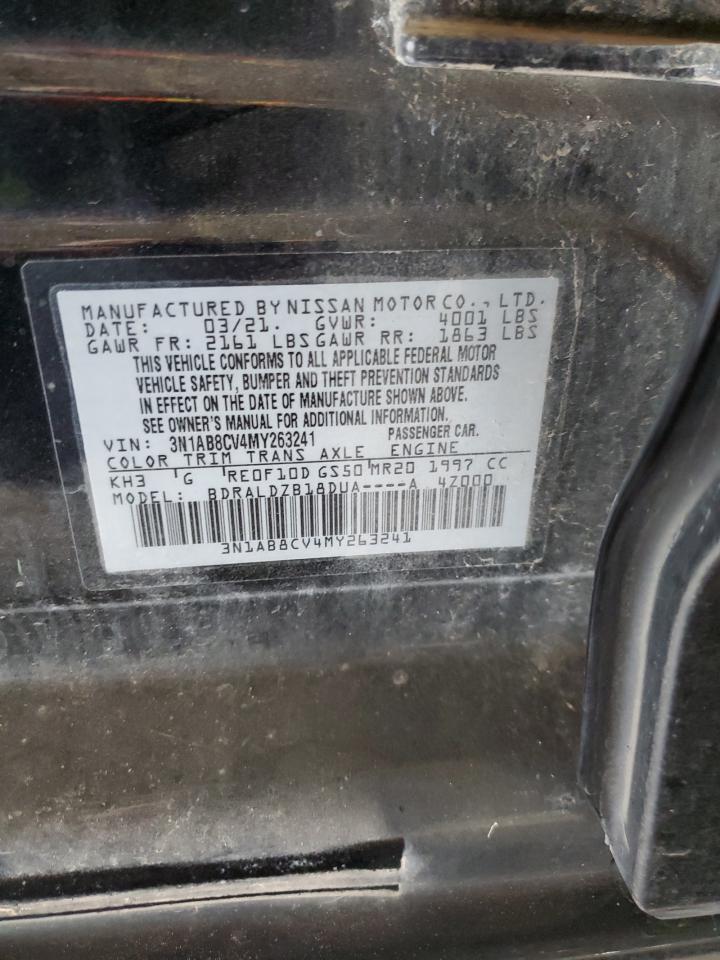 MANUFACTURED BY NISSAN MOTOR CO., LTD.
DATE: 03/21. GVWR: 4001 LBS
GAWR FR: 2161 LBS GAWR RR: 1863 LBS
THIS VEHICLE CONFORMS TO ALL APPLICABLE FEDERAL MOTOR
VEHICLE SAFETY, BUMPER AND THEFT PREVENTION STANDARDS
IN EFFECT ON THE DATE OF MANUFACTURE SHOWN ABOVE.
SEE OWNER'S MANUAL FOR ADDITIONAL INFORMATION.
VIN: 3N1AB8CV4MY263241 PASSENGER CAR.
COLOR TRIM TRANS AXLE ENGINE
KH3 G RE0F10D GS50 MR20 1997 CC
MODEL: BDRALDZB18DUA----A 4Z000
3N1AB8CV4MY263241